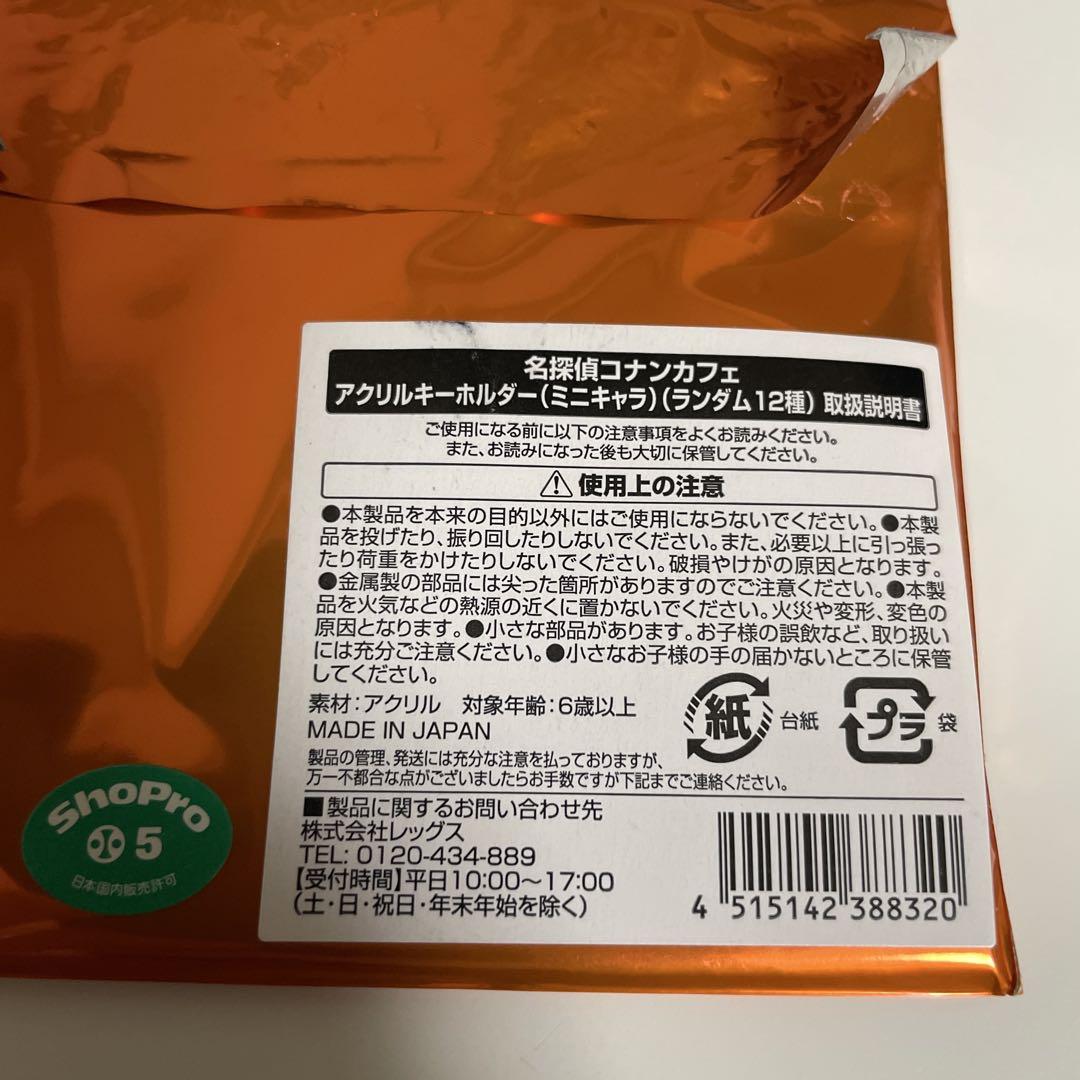 名探偵コナンカフェ
アクリルキーホルダー(ミニキャラ)(ランダム12種) 取扱説明書
ご使用になる前に以下の注意事項をよくお読みください。
また、お読みになった後も大切に保管してください。
使用上の注意
●本製品を本来の目的以外にはご使用にならないでください。●本製
品を投げたり、振り回したりしないでください。また、必要以上に引っ張っ
たり荷重をかけたりしないでください。破損やけがの原因となります。
●金属製の部品には尖った箇所がありますのでご注意ください。●本製
品を火気などの熱源の近くに置かないでください。火災や変形、変色の
原因となります。●小さな部品があります。お子様の誤飲など、取り扱い
には充分ご注意ください。●小さなお子様の手の届かないところに保管
してください。
素材:アクリル 対象年齢:6歳以上
MADE IN JAPAN
紙 台紙
プラ 袋
製品の管理、発送には充分な注意を払っておりますが、
万一不都合な点がございましたらお手数ですが下記までご連絡ください。
■製品に関するお問い合わせ先
株式会社レッグス
TEL: 0120-434-889
【受付時間】平日10:00〜17:00
(土・日・祝日・年末年始を除く)
4 515142 388320
ShoPro
5
日本国内販売許可